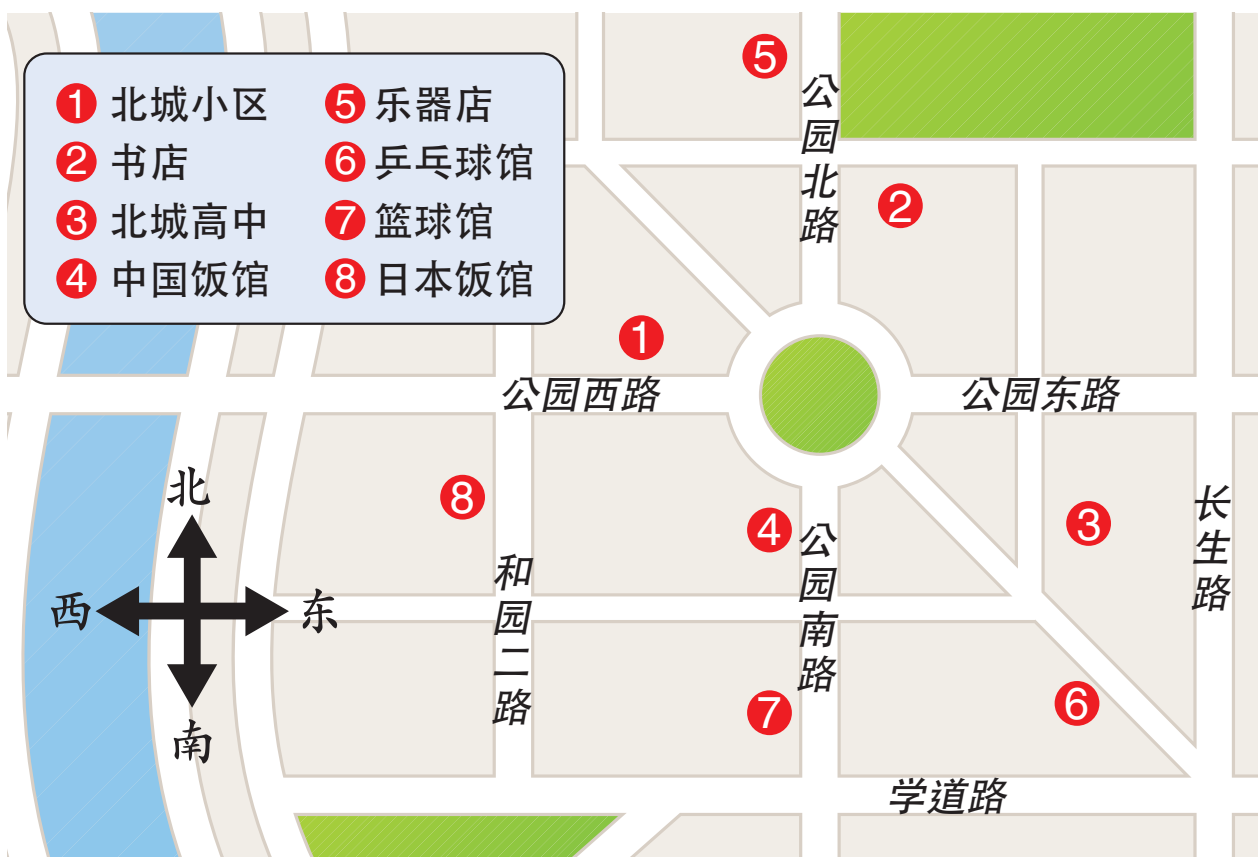 1 北城小区
2 书店
3 北城高中
4 中国饭馆
5 乐器店
6 乒乓球馆
7 篮球馆
8 日本饭馆
5
公园北路
2
1
公园西路
公园东路
8
4
公园南路
3
长生路
和园二路
7
6
学道路
北
西
东
南